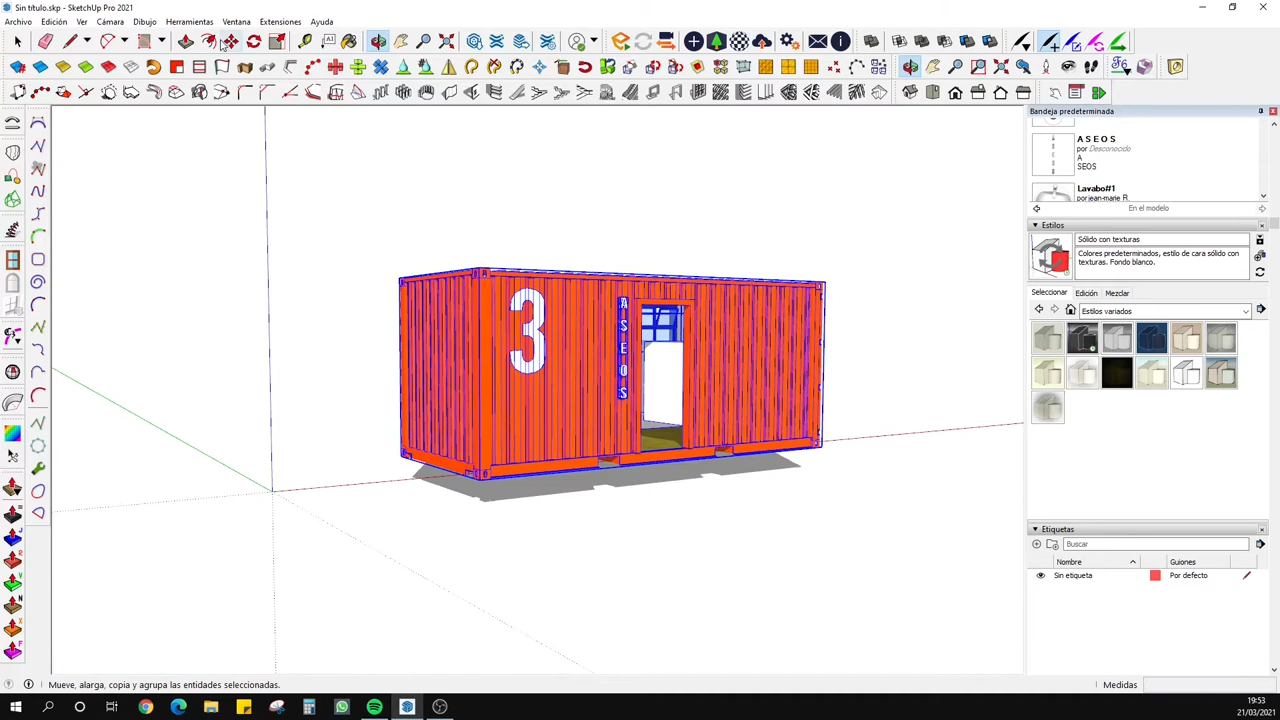 Sin título.skp - SketchUp Pro 2021
Archivo Edición Ver Cámara Dibujo Herramientas Ventana Extensiones Ayuda
Bandeja predeterminada
A S E O S
por Desconocido
A
SEOS
Lavabo#1
por jean-marie R.
En el modelo
Estilos
Sólido con texturas
Colores predeterminados, estilo de cara sólido con texturas. Fondo blanco.
Seleccionar Edición Mezclar
Estilos variados
3
A
S
E
O
S
Etiquetas
Buscar
Nombre Guiones
Sin etiqueta Por defecto
Mueve, alarga, copia y agrupa las entidades seleccionadas.
Medidas
19:53
21/03/2021